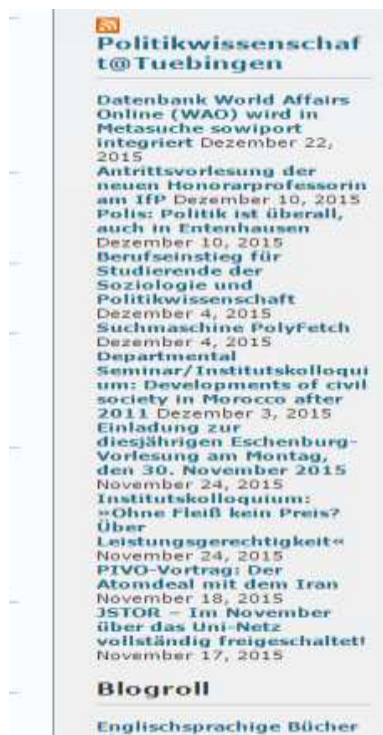 Politikwissenschaf
t@Tuebingen
Datenbank World Affairs
Online (WAO) wird in
Metasuche sowiport
integriert Dezember 22,
2015
Antrittsvorlesung der
neuen Honorarprofessorin
am IfP Dezember 10, 2015
Polis: Politik ist überall,
auch in Entenhausen
Dezember 10, 2015
Berufseinstieg für
Studierende der
Soziologie und
Politikwissenschaft
Dezember 4, 2015
Suchmaschine PolyFetch
Dezember 4, 2015
Departmental
Seminar/Institutskolloqui
um: Developments of civil
society in Morocco after
2011 Dezember 3, 2015
Einladung zur
diesjährigen Eschenburg-
Vorlesung am Montag,
den 30. November 2015
November 24, 2015
Institutskolloquium:
»Ohne Fleiß kein Preis?
Über
Leistungsgerechtigkeit«
November 24, 2015
PIVO-Vortrag: Der
Atomdeal mit dem Iran
November 18, 2015
JSTOR – Im November
über das Uni-Netz
vollständig freigeschaltet!
November 17, 2015
Blogroll
Englischsprachige Bücher